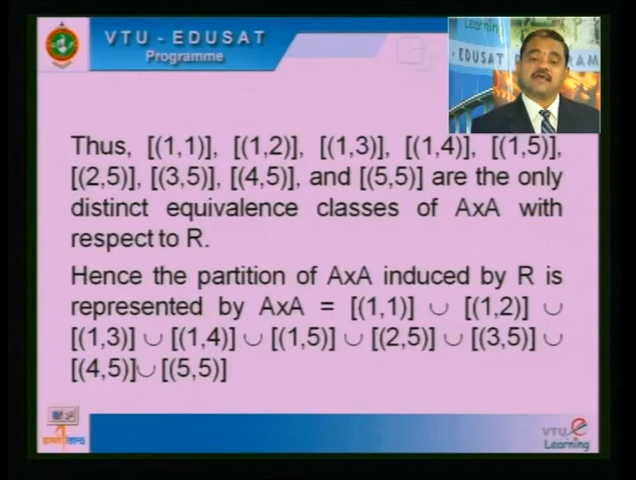 VTU - EDUSAT
Programme
Learning
EDUSAT
RAM
Thus, [(1,1)], [(1,2)], [(1,3)], [(1,4)], [(1,5)],
[(2,5)], [(3,5)], [(4,5)], and [(5,5)] are the only
distinct equivalence classes of AxA with
respect to R.
Hence the partition of AxA induced by R is
represented by AxA = [(1,1)] ∪ [(1,2)] ∪
[(1,3)] ∪ [(1,4)] ∪ [(1,5)] ∪ [(2,5)] ∪ [(3,5)] ∪
[(4,5)]∪ [(5,5)]
VTU e
Learning